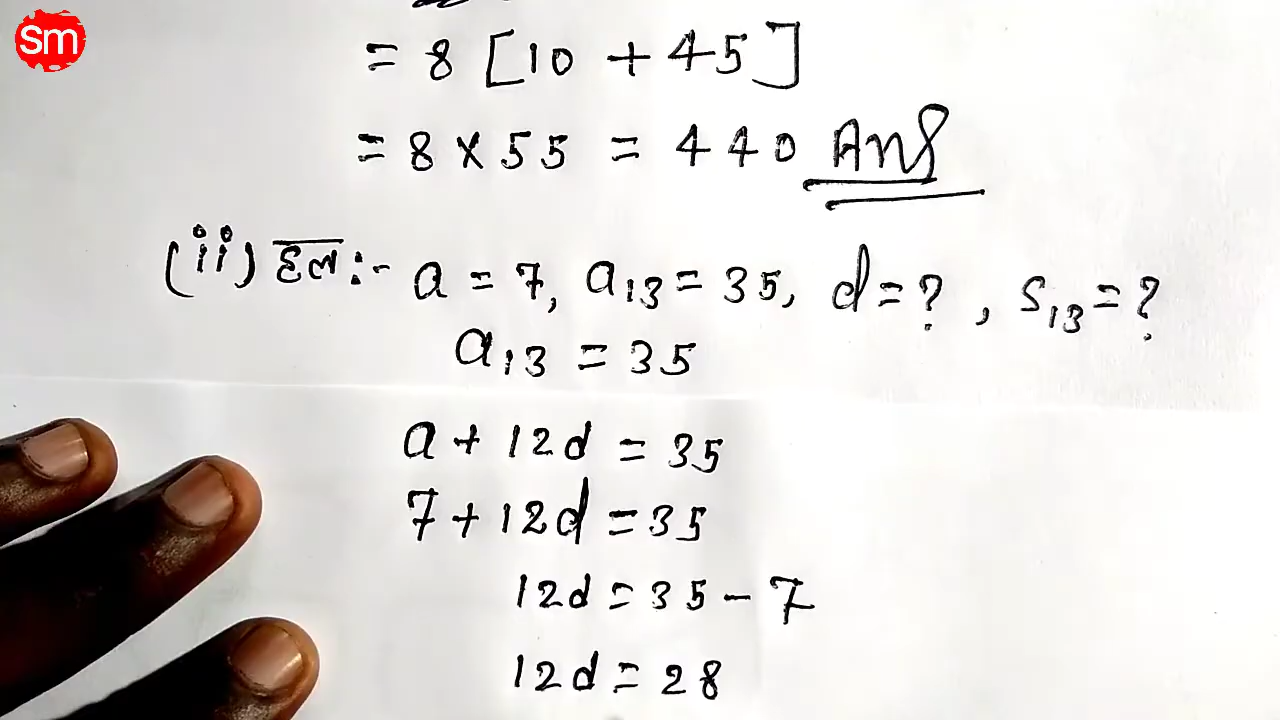 Sm
= 8 [10 + 45]
= 8 × 55 = 440 Ans
(ii) हल :- a = 7, a₁₃ = 35, d = ?, S₁₃ = ?
a₁₃ = 35
a + 12d = 35
7 + 12d = 35
12d = 35 - 7
12d = 28